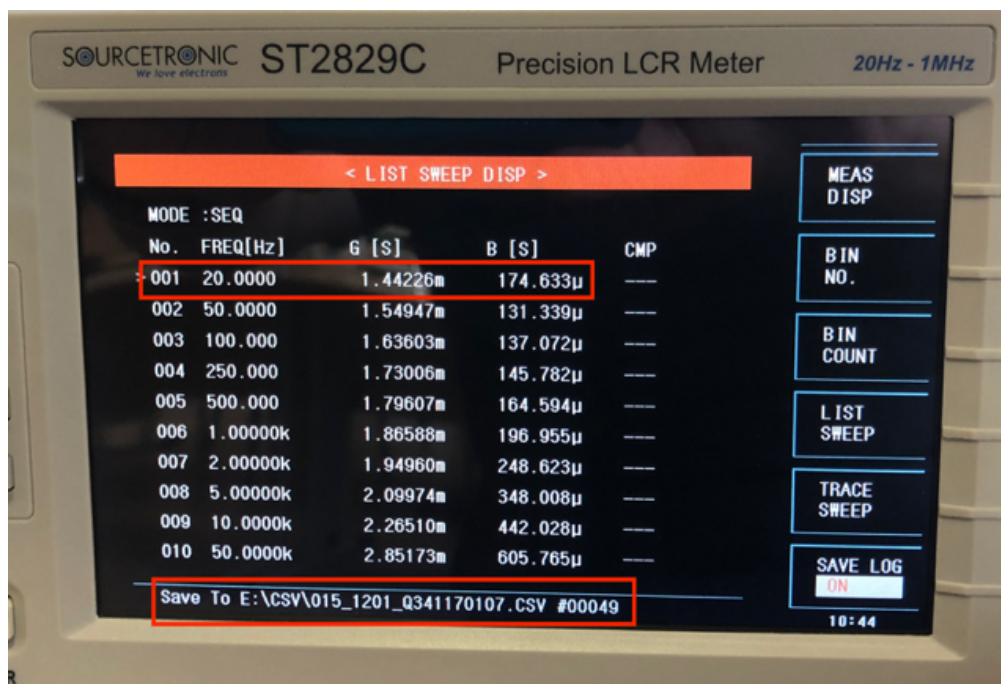 SOURCETRONIC ST2829C Precision LCR Meter 20Hz - 1MHz
We love electrons
< LIST SWEEP DISP >
MODE :SEQ
No. FREQ[Hz] G [S] B [S] CMP
>001 20.0000 1.44226m 174.633µ ---
002 50.0000 1.54947m 131.339µ ---
003 100.000 1.63603m 137.072µ ---
004 250.000 1.73006m 145.782µ ---
005 500.000 1.79607m 164.594µ ---
006 1.00000k 1.86588m 196.955µ ---
007 2.00000k 1.94960m 248.623µ ---
008 5.00000k 2.09974m 348.008µ ---
009 10.0000k 2.26510m 442.028µ ---
010 50.0000k 2.85173m 605.765µ ---
Save To E:\CSV\015_1201_Q341170107.CSV #00049
MEAS
DISP
BIN
NO.
BIN
COUNT
LIST
SWEEP
TRACE
SWEEP
SAVE LOG
ON
10:44
R